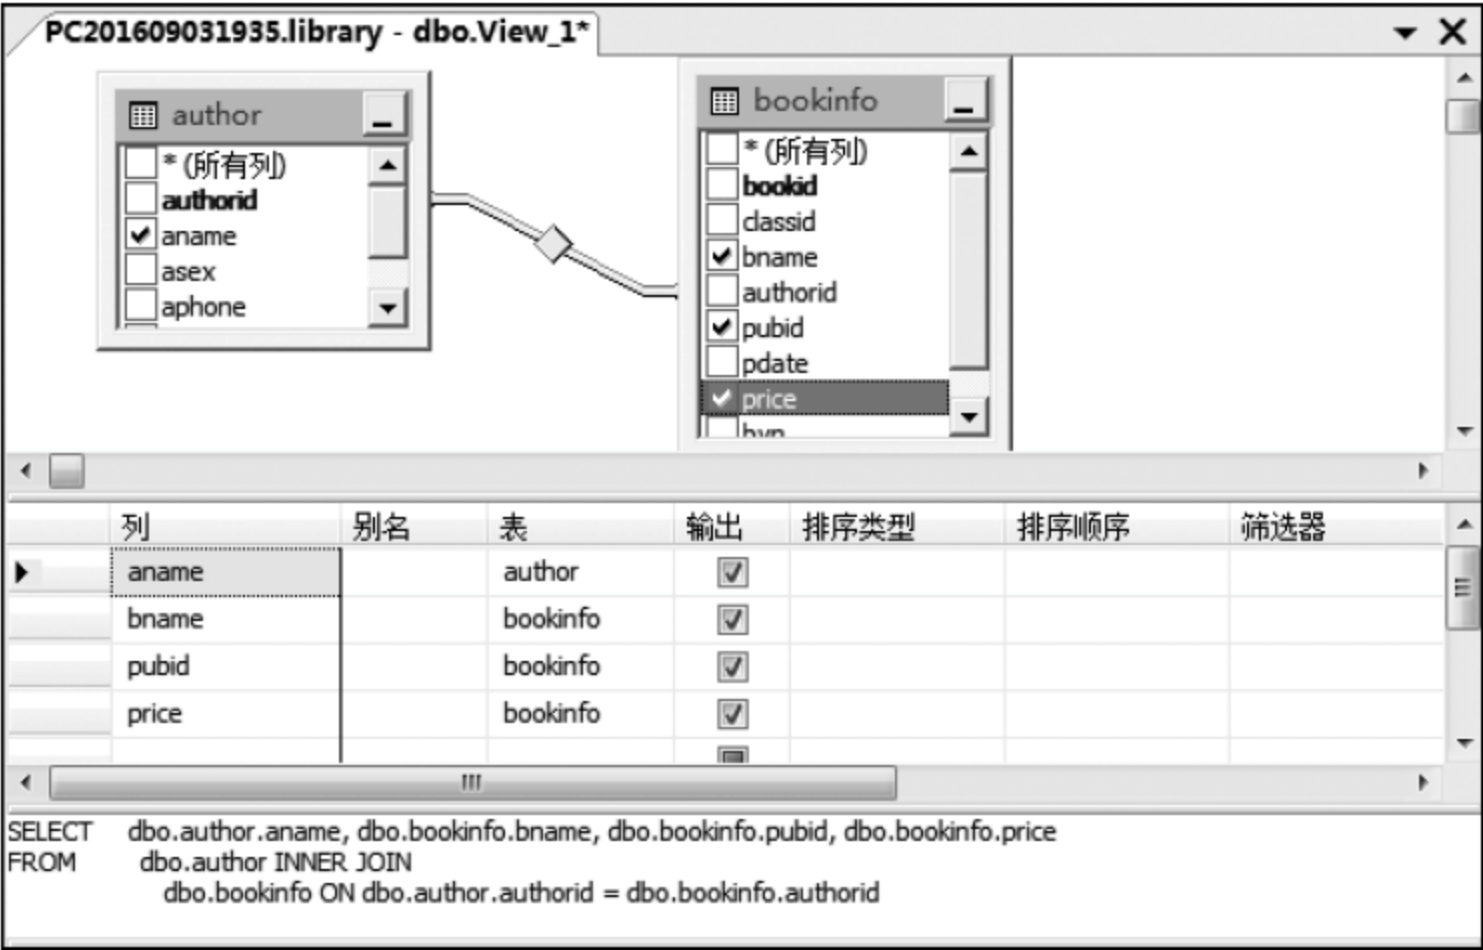 PC201609031935.library - dbo.View_1*
author
* (所有列)
authorid
aname
asex
aphone
bookinfo
* (所有列)
bookid
classid
bname
authorid
pubid
pdate
price
列 别名 表 输出 排序类型 排序顺序 筛选器
aname author
bname bookinfo
pubid bookinfo
price bookinfo
SELECT dbo.author.aname, dbo.bookinfo.bname, dbo.bookinfo.pubid, dbo.bookinfo.price
FROM dbo.author INNER JOIN
dbo.bookinfo ON dbo.author.authorid = dbo.bookinfo.authorid